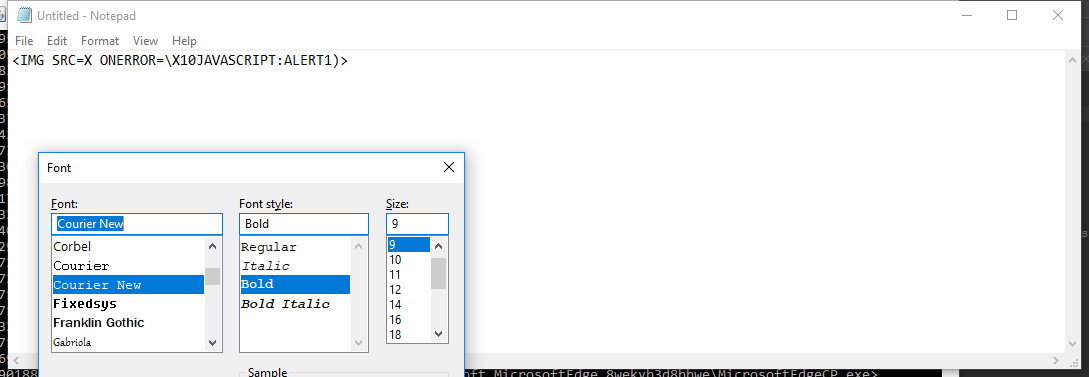 Untitled - Notepad
File Edit Format View Help
<IMG SRC=X ONERROR=\X10JAVASCRIPT:ALERT1)>
Font
Font: Font style: Size:
Courier New Bold 9
Corbel Regular 9
Courier Italic 10
Courier New Bold 11
Fixedsys Bold Italic 12
Franklin Gothic 14
Gabriola 16
18
Sample
90188
soft.MicrosoftEdge_8wekyb3d8bbwe\MicrosoftEdgeCP.exe>